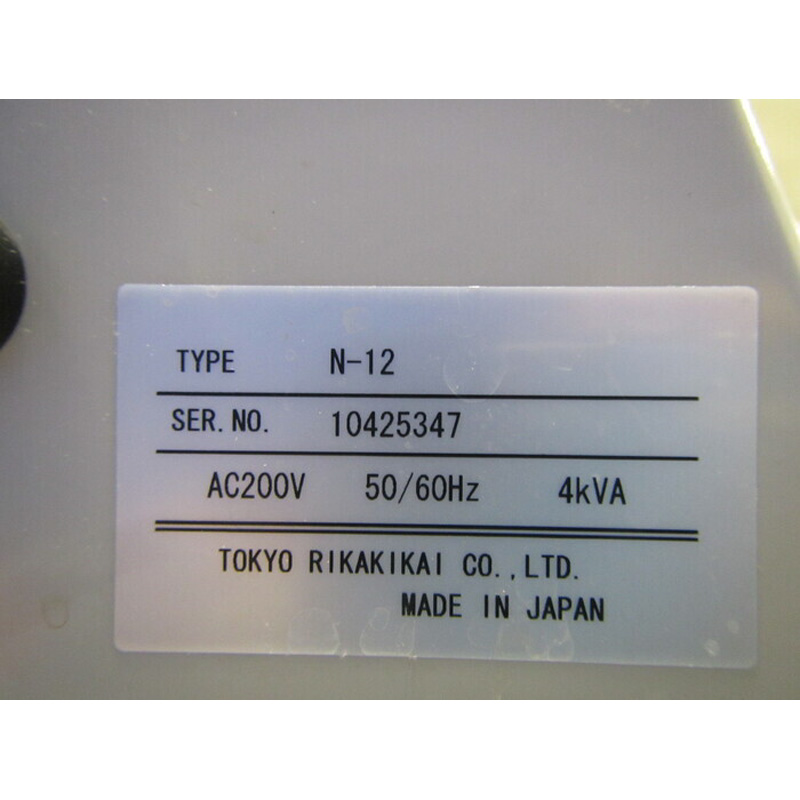 TYPE N-12
SER. NO. 10425347
AC200V 50/60Hz 4kVA
TOKYO RIKAKIKAI CO.,LTD.
MADE IN JAPAN